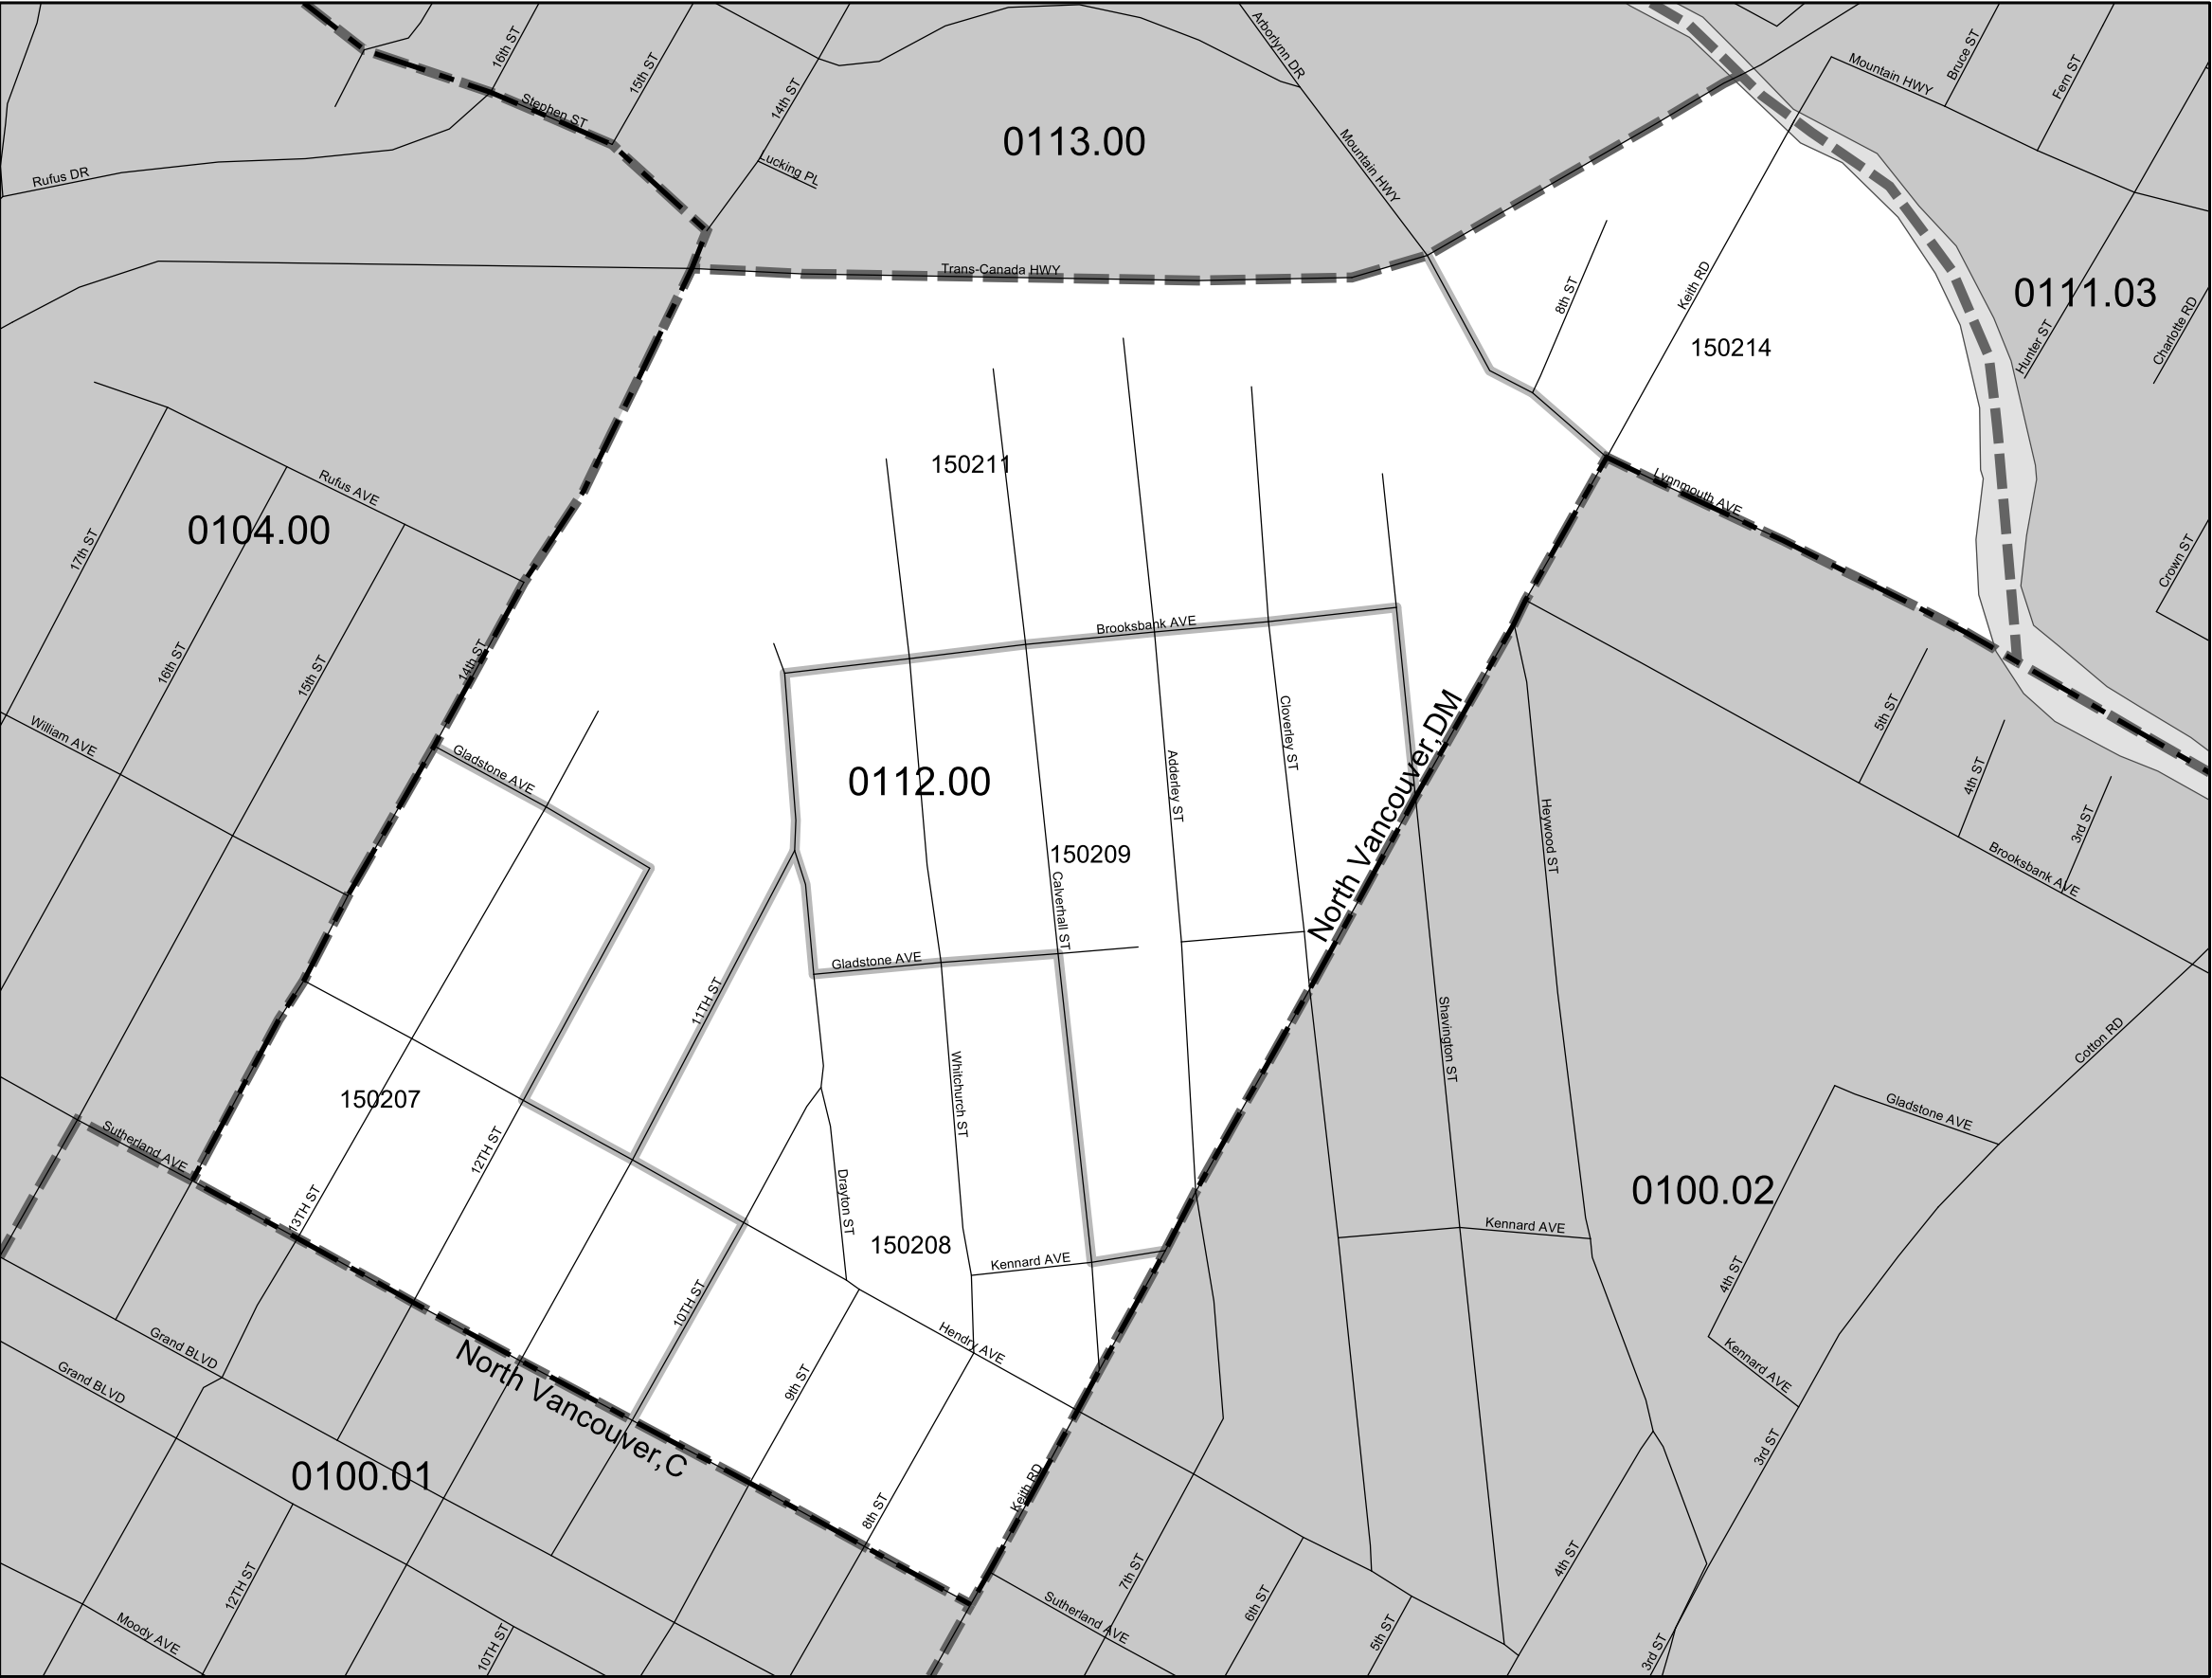 16th ST
15th ST
14th ST
Arborlynn DR
Bruce ST
Fern ST
Mountain HWY
Stephen ST
0113.00
Lucking PL
Mountain HWY
Rufus DR
Trans-Canada HWY
8th ST
Keith RD
0111.03
Hunter ST
Charlotte RD
150214
150211
Rufus AVE
0104.00
17th ST
Lynnmouth AVE
Crown ST
Brooksbank AVE
14th ST
16th ST
15th ST
William AVE
Gladstone AVE
0112.00
Adderley ST
Cloverley ST
North Vancouver,DM
5th ST
4th ST
3rd ST
Heywood ST
Brooksbank AVE
150209
Calverhall ST
Gladstone AVE
11TH ST
Shavington ST
Cotton RD
150207
Whitchurch ST
Gladstone AVE
Sutherland AVE
12TH ST
13TH ST
Drayton ST
0100.02
150208
Kennard AVE
Kennard AVE
4th ST
10TH ST
Grand BLVD
Grand BLVD
North Vancouver,C
Hendry AVE
9th ST
Kennard AVE
3rd ST
0100.01
Keith RD
8th ST
12TH ST
Moody AVE
10TH ST
7th ST
Sutherland AVE
6th ST
5th ST
4th ST
3rd ST